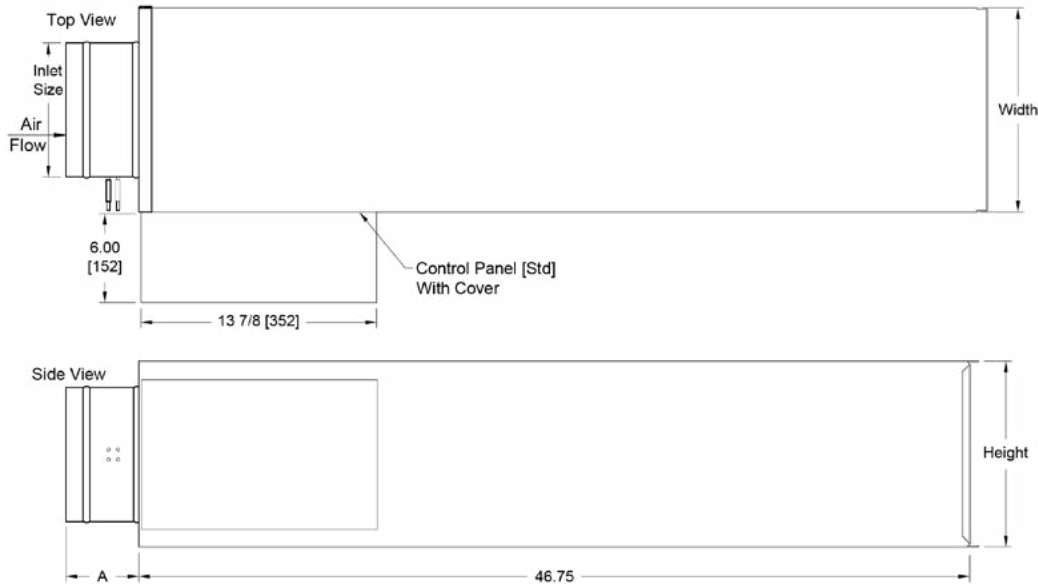 Top View
Inlet
Size
Air
Flow
Width
6.00
[152]
Control Panel [Std]
With Cover
13 7/8 [352]
Side View
Height
A
46.75